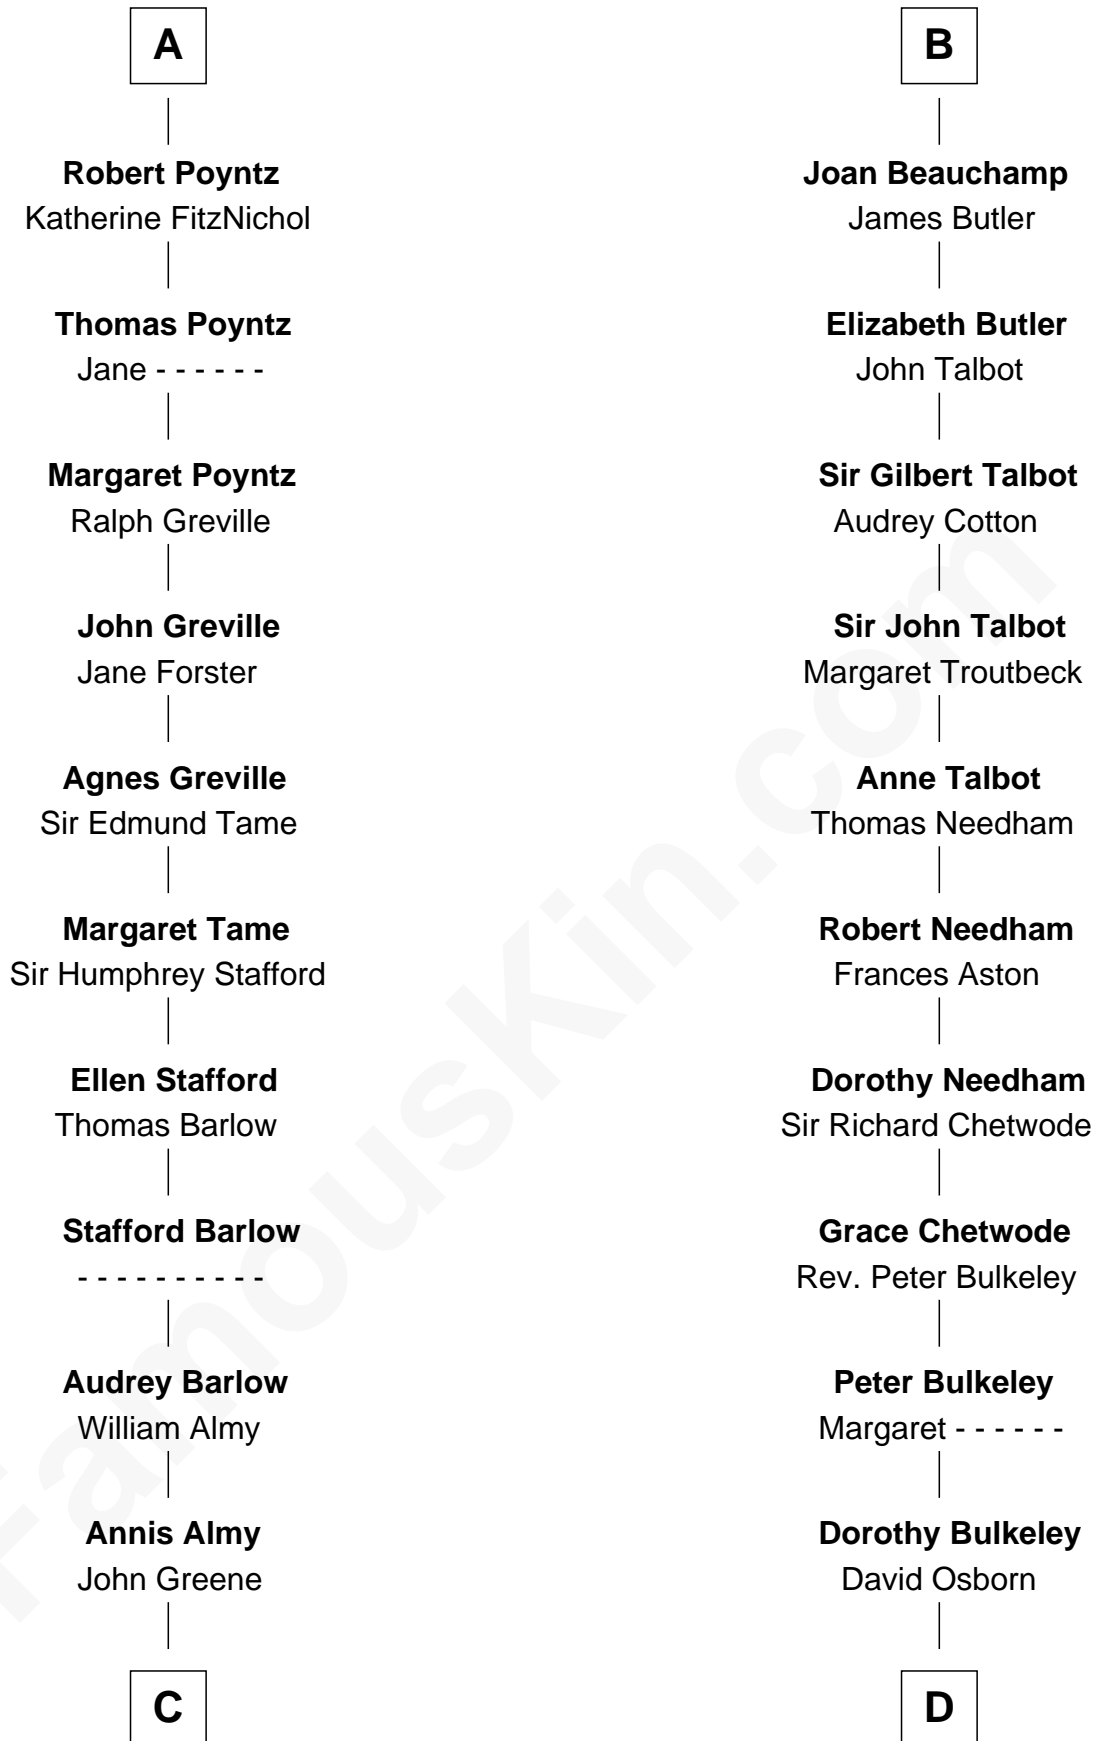 A
Robert Poyntz
Katherine FitzNichol
Thomas Poyntz
Jane - - - - - -
Margaret Poyntz
Ralph Greville
John Greville
Jane Forster
Agnes Greville
Sir Edmund Tame
Margaret Tame
Sir Humphrey Stafford
Ellen Stafford
Thomas Barlow
Stafford Barlow
- - - - - - - - - -
Audrey Barlow
William Almy
Annis Almy
John Greene
C
B
Joan Beauchamp
James Butler
Elizabeth Butler
John Talbot
Sir Gilbert Talbot
Audrey Cotton
Sir John Talbot
Margaret Troutbeck
Anne Talbot
Thomas Needham
Robert Needham
Frances Aston
Dorothy Needham
Sir Richard Chetwode
Grace Chetwode
Rev. Peter Bulkeley
Peter Bulkeley
Margaret - - - - - -
Dorothy Bulkeley
David Osborn
D
FamousKin.com